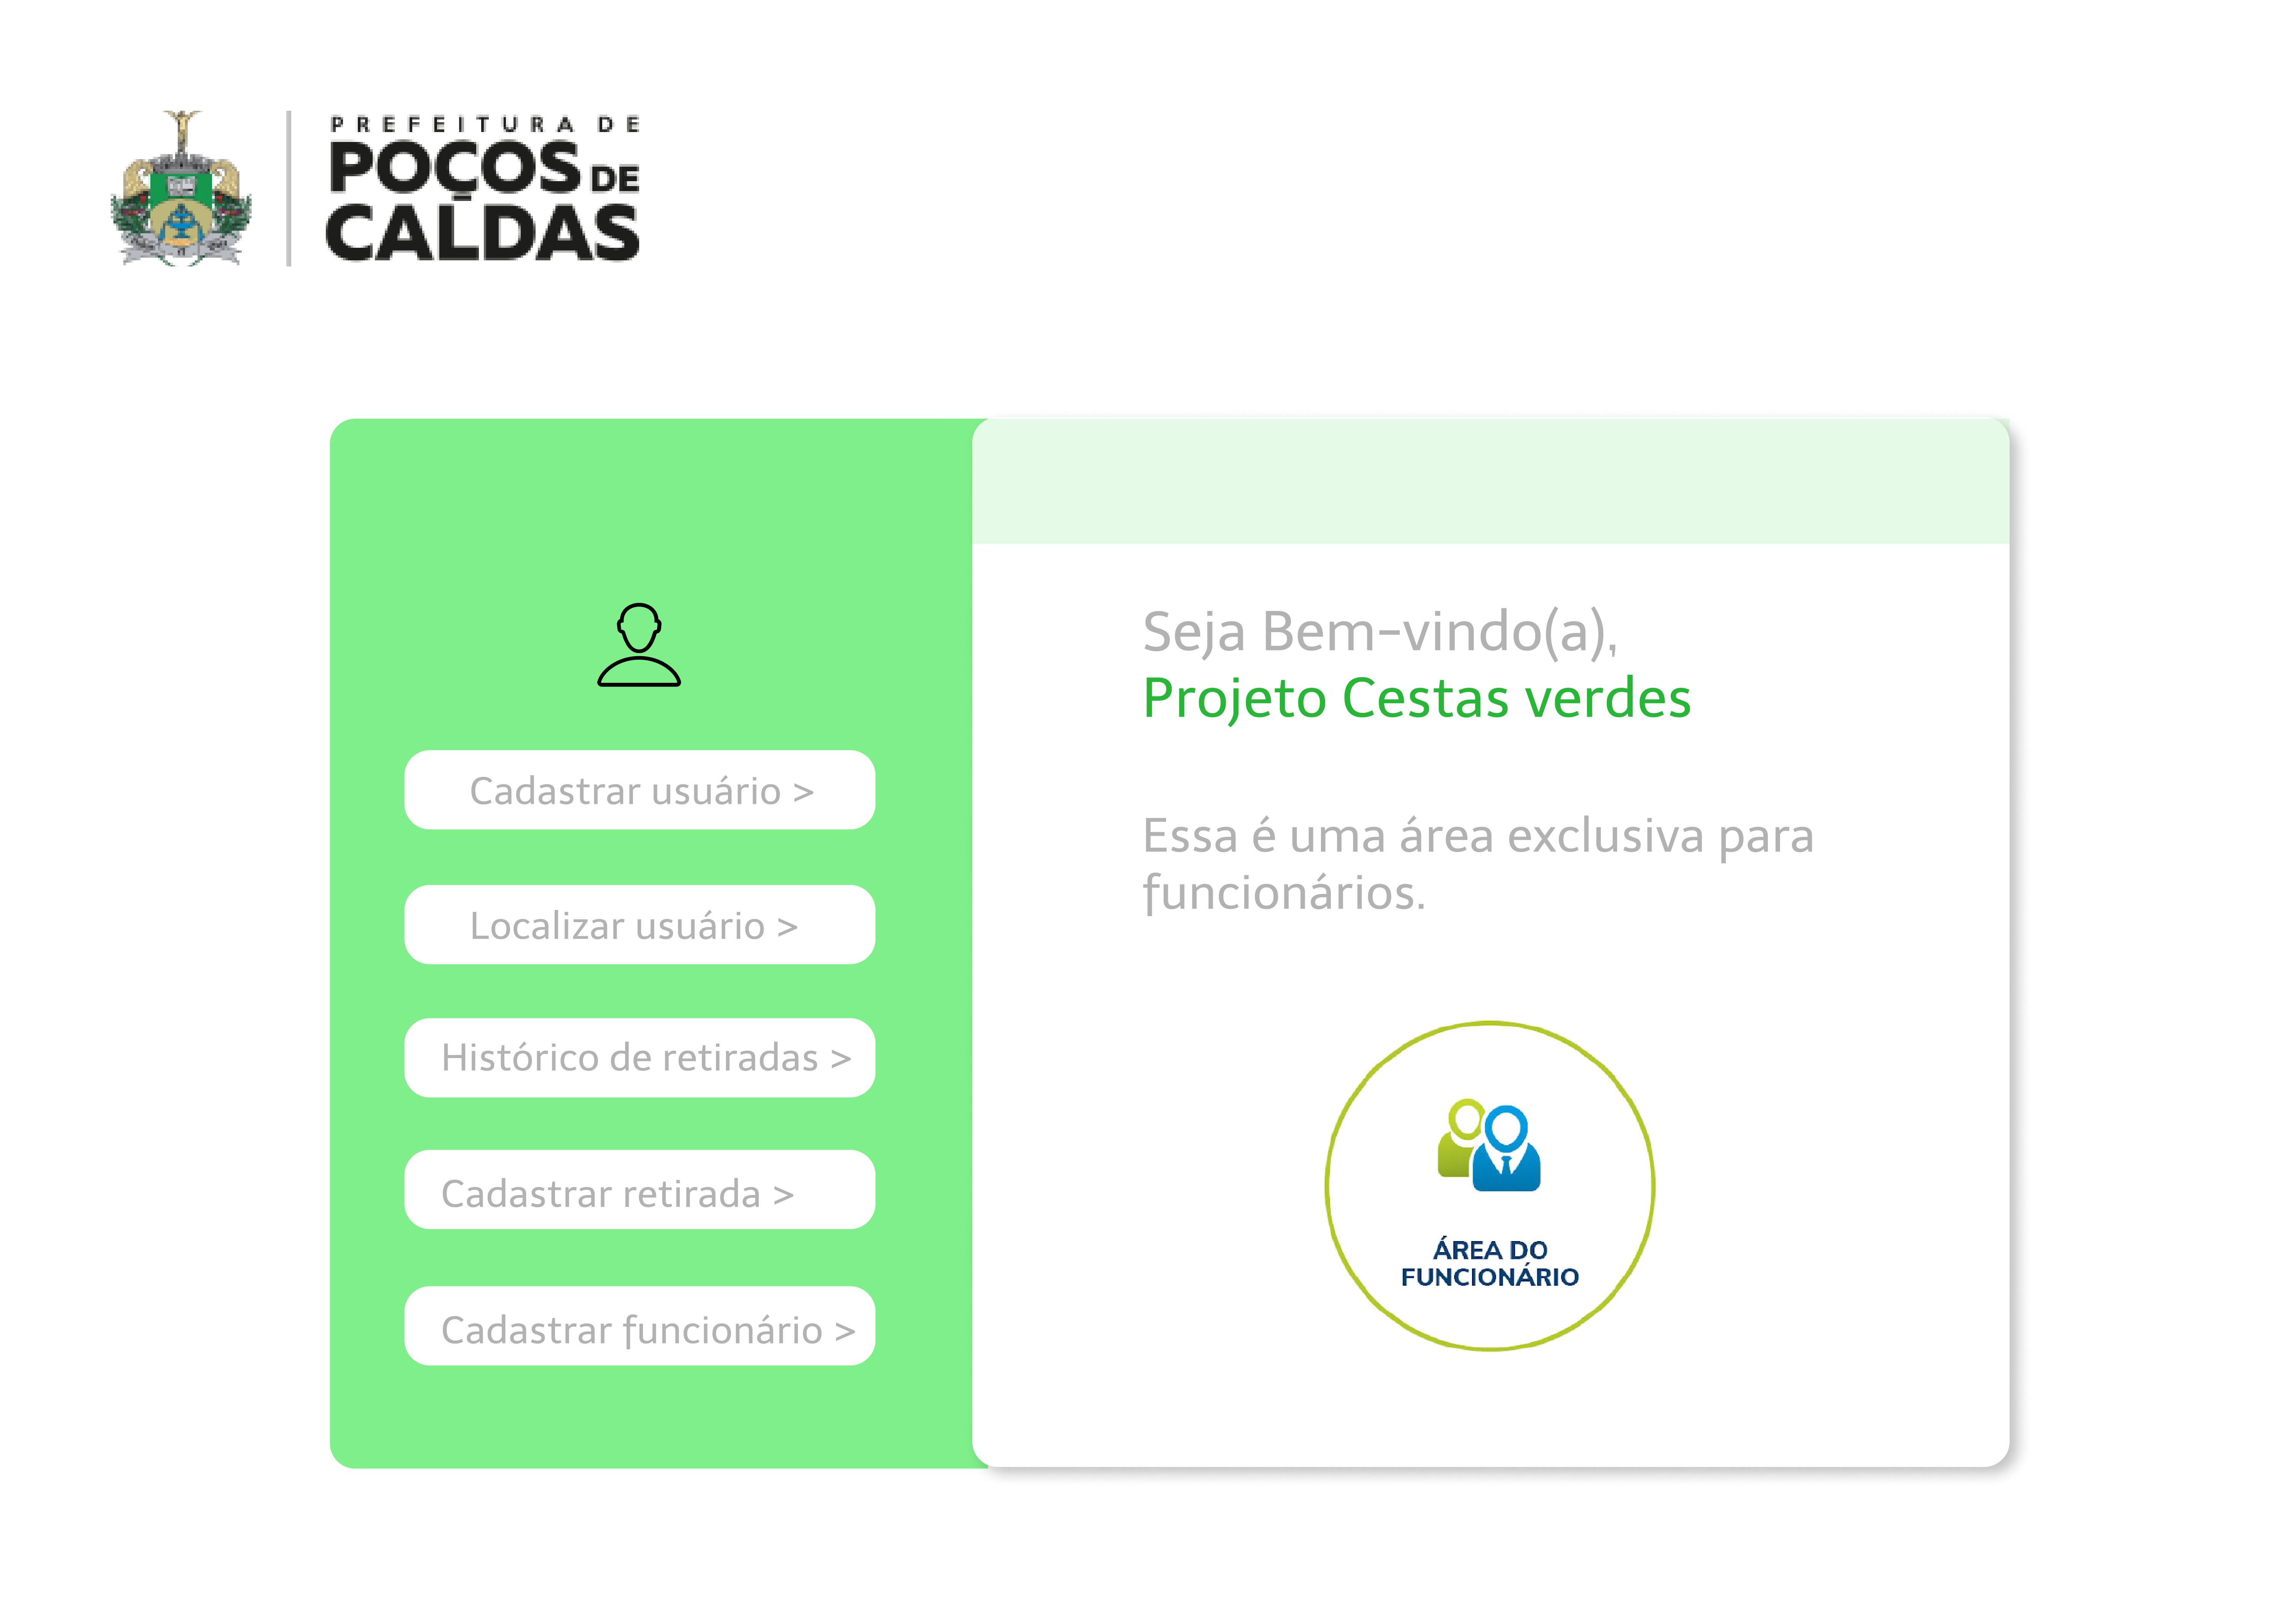 PREFEITURA DE
POÇOS DE
CALDAS
Seja Bem-vindo(a),
Projeto Cestas verdes
Cadastrar usuário >
Essa é uma área exclusiva para
funcionários.
Localizar usuário >
Histórico de retiradas >
Cadastrar retirada >
Cadastrar funcionário >
ÁREA DO
FUNCIONÁRIO